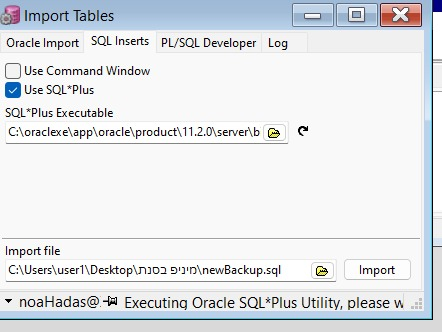 Import Tables
Oracle Import SQL Inserts PL/SQL Developer Log
Use Command Window
Use SQL*Plus
SQL*Plus Executable
C:\oraclexe\app\oracle\product\11.2.0\server\b
Import file
C:\Users\user1\Desktop\מיניפ בסנת\newBackup.sql Import
noaHadas@. Executing Oracle SQL*Plus Utility, please w